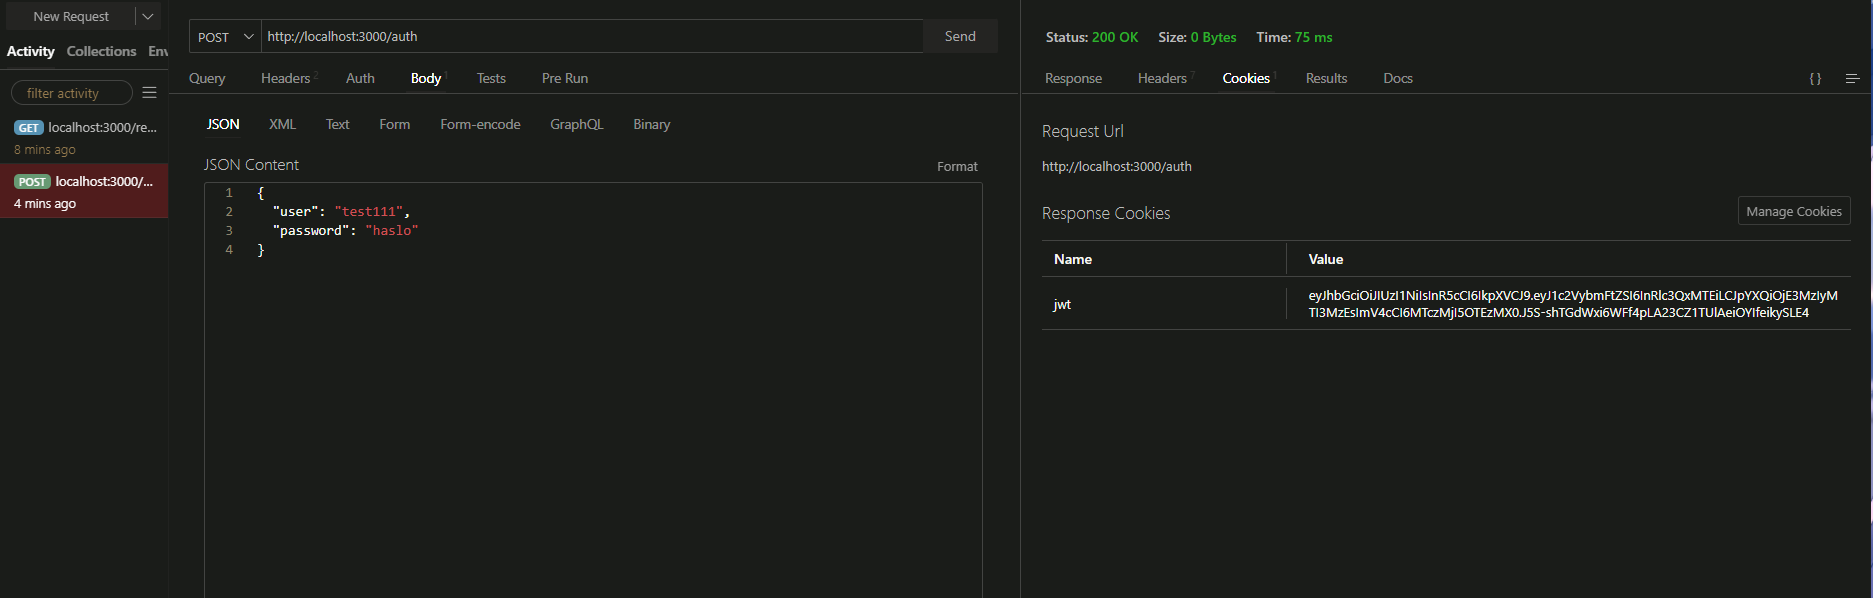 New Request
Activity Collections Env
filter activity
GET localhost:3000/re...
8 mins ago
POST localhost:3000/...
4 mins ago
POST http://localhost:3000/auth Send
Query Headers 2 Auth Body 1 Tests Pre Run
JSON XML Text Form Form-encode GraphQL Binary
JSON Content Format
1 {
2 "user": "test111",
3 "password": "haslo"
4 }
Status: 200 OK Size: 0 Bytes Time: 75 ms
Response Headers 7 Cookies 1 Results Docs {}
Request Url
http://localhost:3000/auth
Response Cookies Manage Cookies
Name Value
jwt
eyJhbGciOiJIUzI1NiIsInR5cCI6IkpXVCJ9.eyJ1c2VybmFtZSI6InRlc3QxMTEiLCJpYXQiOjE3MzIyM
TI3MzEsImV4cCI6MTczMjI5OTEzMX0.J5S-shTGdWxi6WFf4pLA23CZ1TUlAeiOYIfeikySLE4